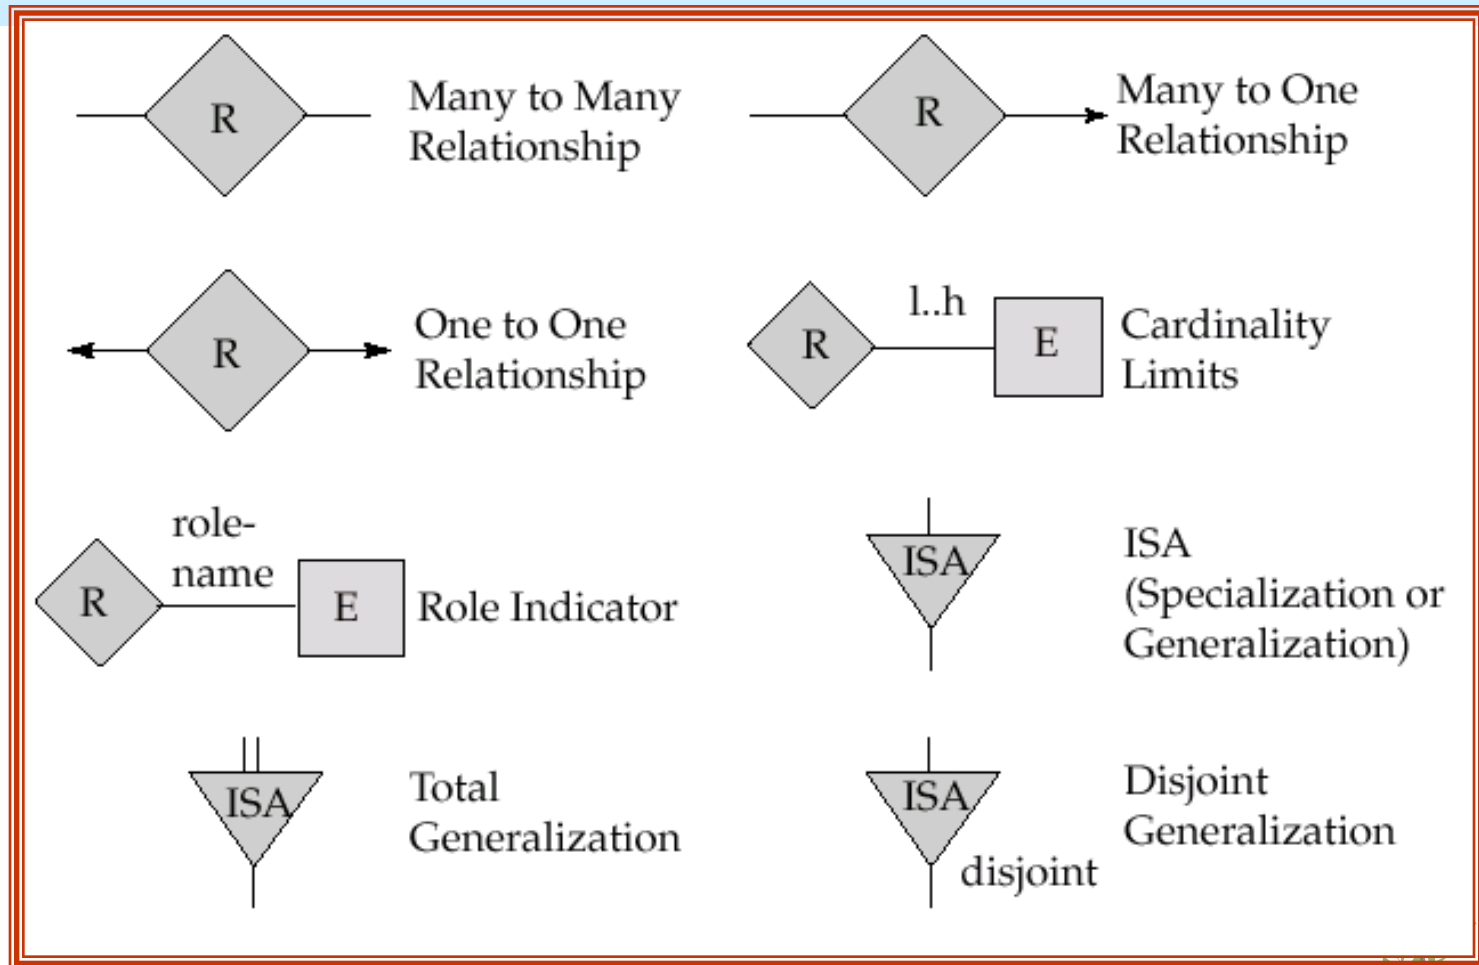 R
Many to Many
Relationship
R
Many to One
Relationship
R
One to One
Relationship
R
l..h
E
Cardinality
Limits
R
role-
name
E
Role Indicator
ISA
ISA
(Specialization or
Generalization)
ISA
Total
Generalization
ISA
disjoint
Disjoint
Generalization